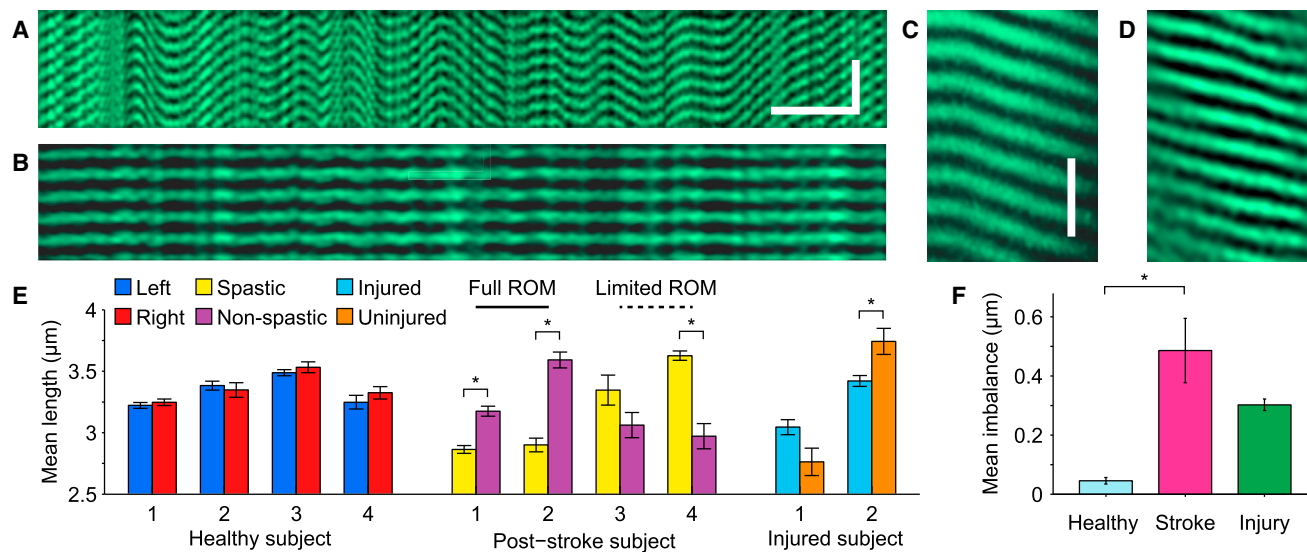 A
B
C
D
E
Left
Spastic
Injured
Right
Non-spastic
Uninjured
Full ROM
Limited ROM
Mean length (µm)
4
3.5
3
2.5
* * * *
1 2 3 4
Healthy subject
1 2 3 4
Post−stroke subject
1 2
Injured subject
F
Mean imbalance (µm)
0.6
0.4
0.2
0
*
Healthy Stroke Injury